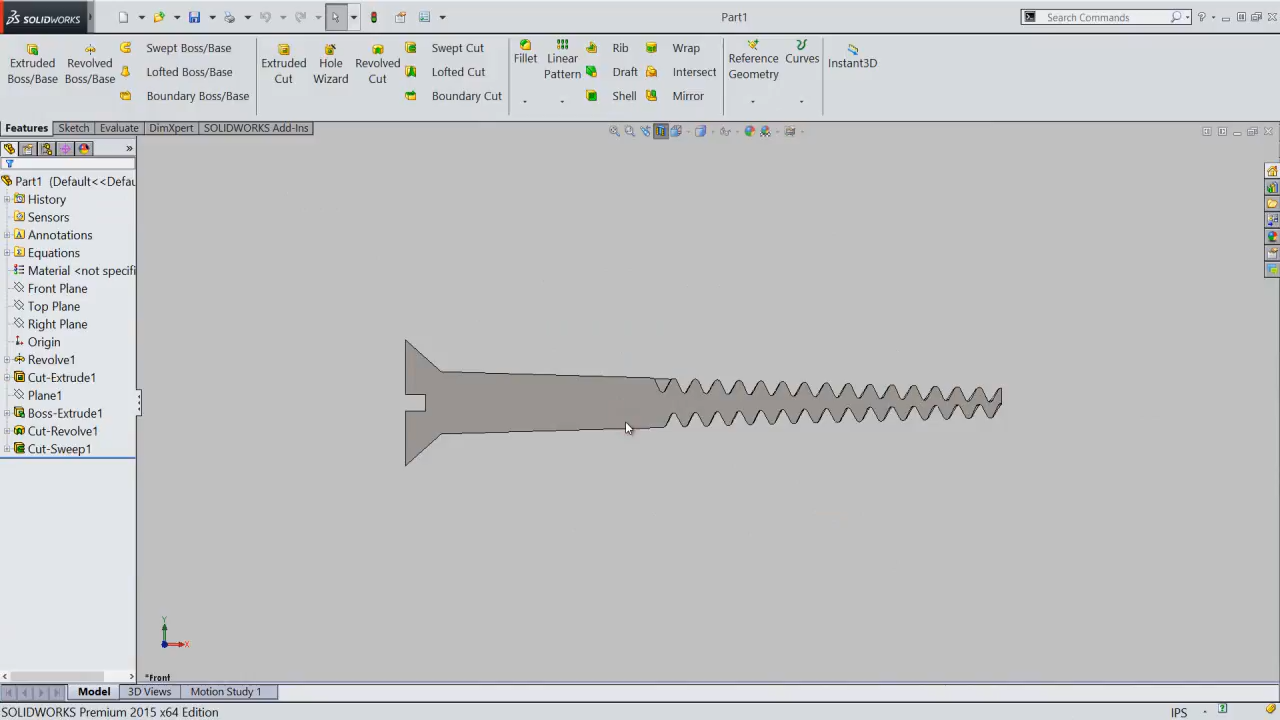 SOLIDWORKS
Part1
Search Commands
Extruded Boss/Base
Revolved Boss/Base
Swept Boss/Base
Lofted Boss/Base
Boundary Boss/Base
Extruded Cut
Hole Wizard
Revolved Cut
Swept Cut
Lofted Cut
Boundary Cut
Fillet
Linear Pattern
Rib
Draft
Shell
Wrap
Intersect
Mirror
Reference Geometry
Curves
Instant3D
Features
Sketch
Evaluate
DimXpert
SOLIDWORKS Add-Ins
Part1 (Default<<Defau
History
Sensors
Annotations
Equations
Material <not specifi
Front Plane
Top Plane
Right Plane
Origin
Revolve1
Cut-Extrude1
Plane1
Boss-Extrude1
Cut-Revolve1
Cut-Sweep1
Y
X
*Front
Model
3D Views
Motion Study 1
SOLIDWORKS Premium 2015 x64 Edition
IPS